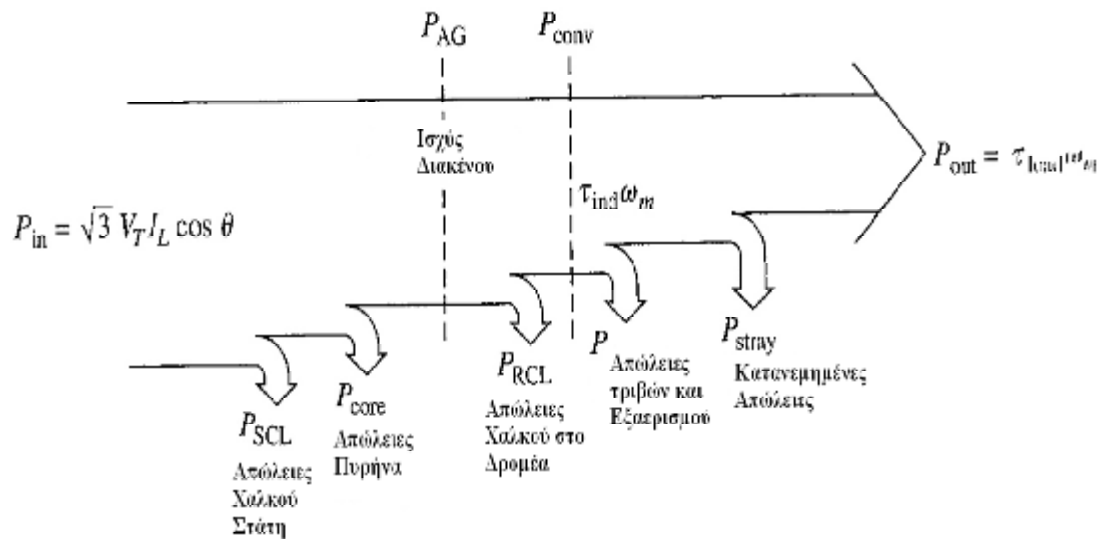 P_AG
P_conv
Ισχύς
Διακένου
P_out = τ_load ω_m
τ_ind ω_m
P_in = √3 V_T I_L cos θ
P_SCL
Απώλειες
Χαλκού
Στάτη
P_core
Απώλειες
Πυρήνα
P_RCL
Απώλειες
Χαλκού στο
Δρομέα
P
Απώλειες
τριβών και
Εξαερισμού
P_stray
Κατανεμημένες
Απώλειες